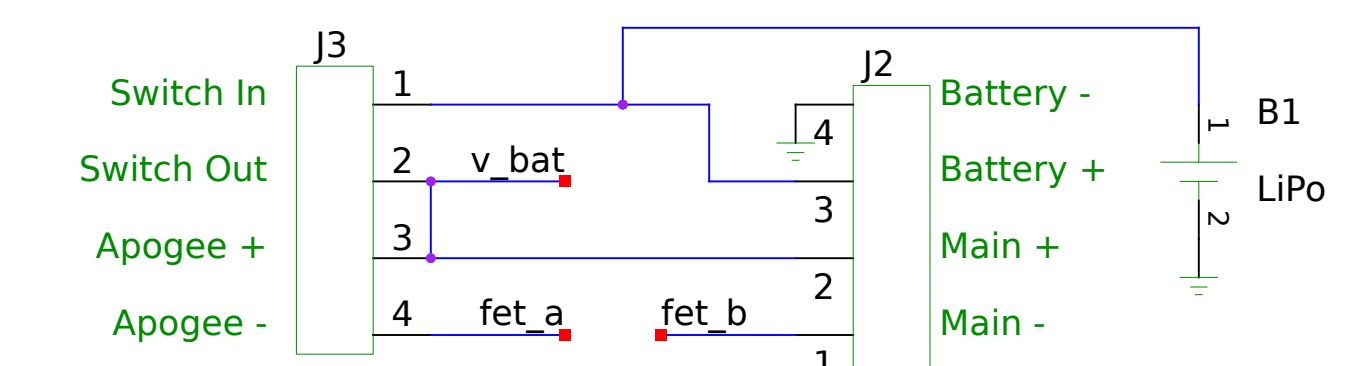 J3
J2
Switch In
1
Battery -
1
B1
4
Switch Out
2
v_bat
Battery +
LiPo
3
2
Apogee +
3
Main +
2
Apogee -
4
fet_a
fet_b
Main -
1